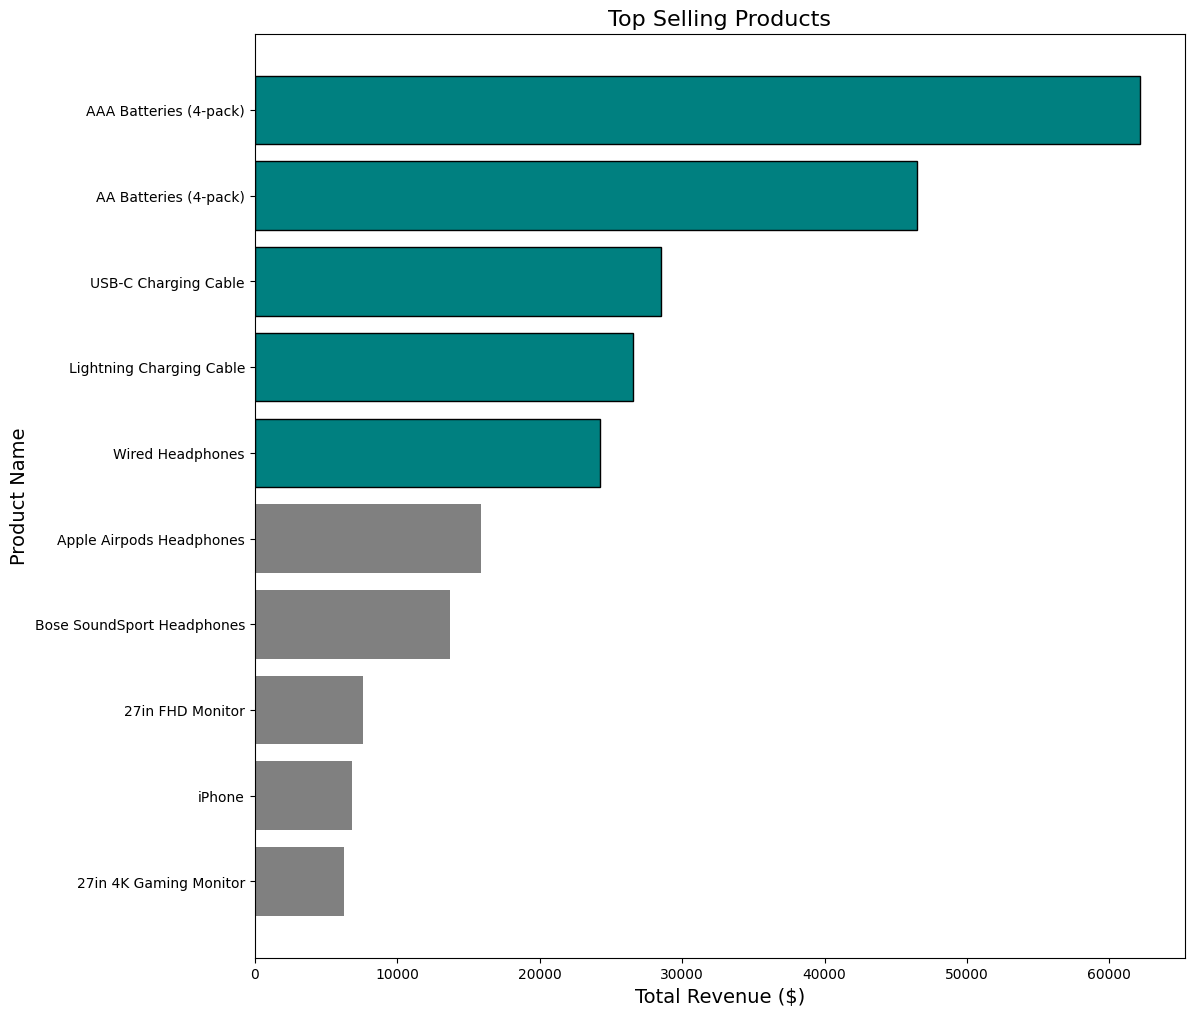 Top Selling Products
Product Name
AAA Batteries (4-pack)
AA Batteries (4-pack)
USB-C Charging Cable
Lightning Charging Cable
Wired Headphones
Apple Airpods Headphones
Bose SoundSport Headphones
27in FHD Monitor
iPhone
27in 4K Gaming Monitor
0 10000 20000 30000 40000 50000 60000
Total Revenue ($)